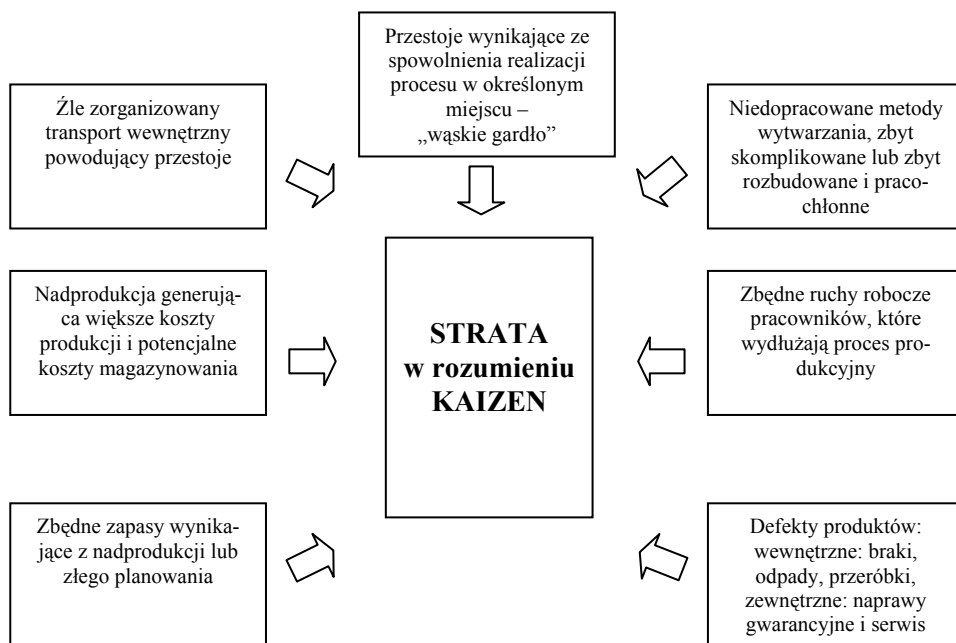 Przestoje wynikające ze
spowolnienia realizacji
procesu w określonym
miejscu –
„wąskie gardło”
Źle zorganizowany
transport wewnętrzny
powodujący przestoje
Niedopracowane metody
wytwarzania, zbyt
skomplikowane lub zbyt
rozbudowane i praco-
chłonne
Nadprodukcja generują-
ca większe koszty
produkcji i potencjalne
koszty magazynowania
STRATA
w rozumieniu
KAIZEN
Zbędne ruchy robocze
pracowników, które
wydłużają proces pro-
dukcyjny
Zbędne zapasy wynika-
jące z nadprodukcji lub
złego planowania
Defekty produktów:
wewnętrzne: braki,
odpady, przeróbki,
zewnętrzne: naprawy
gwarancyjne i serwis